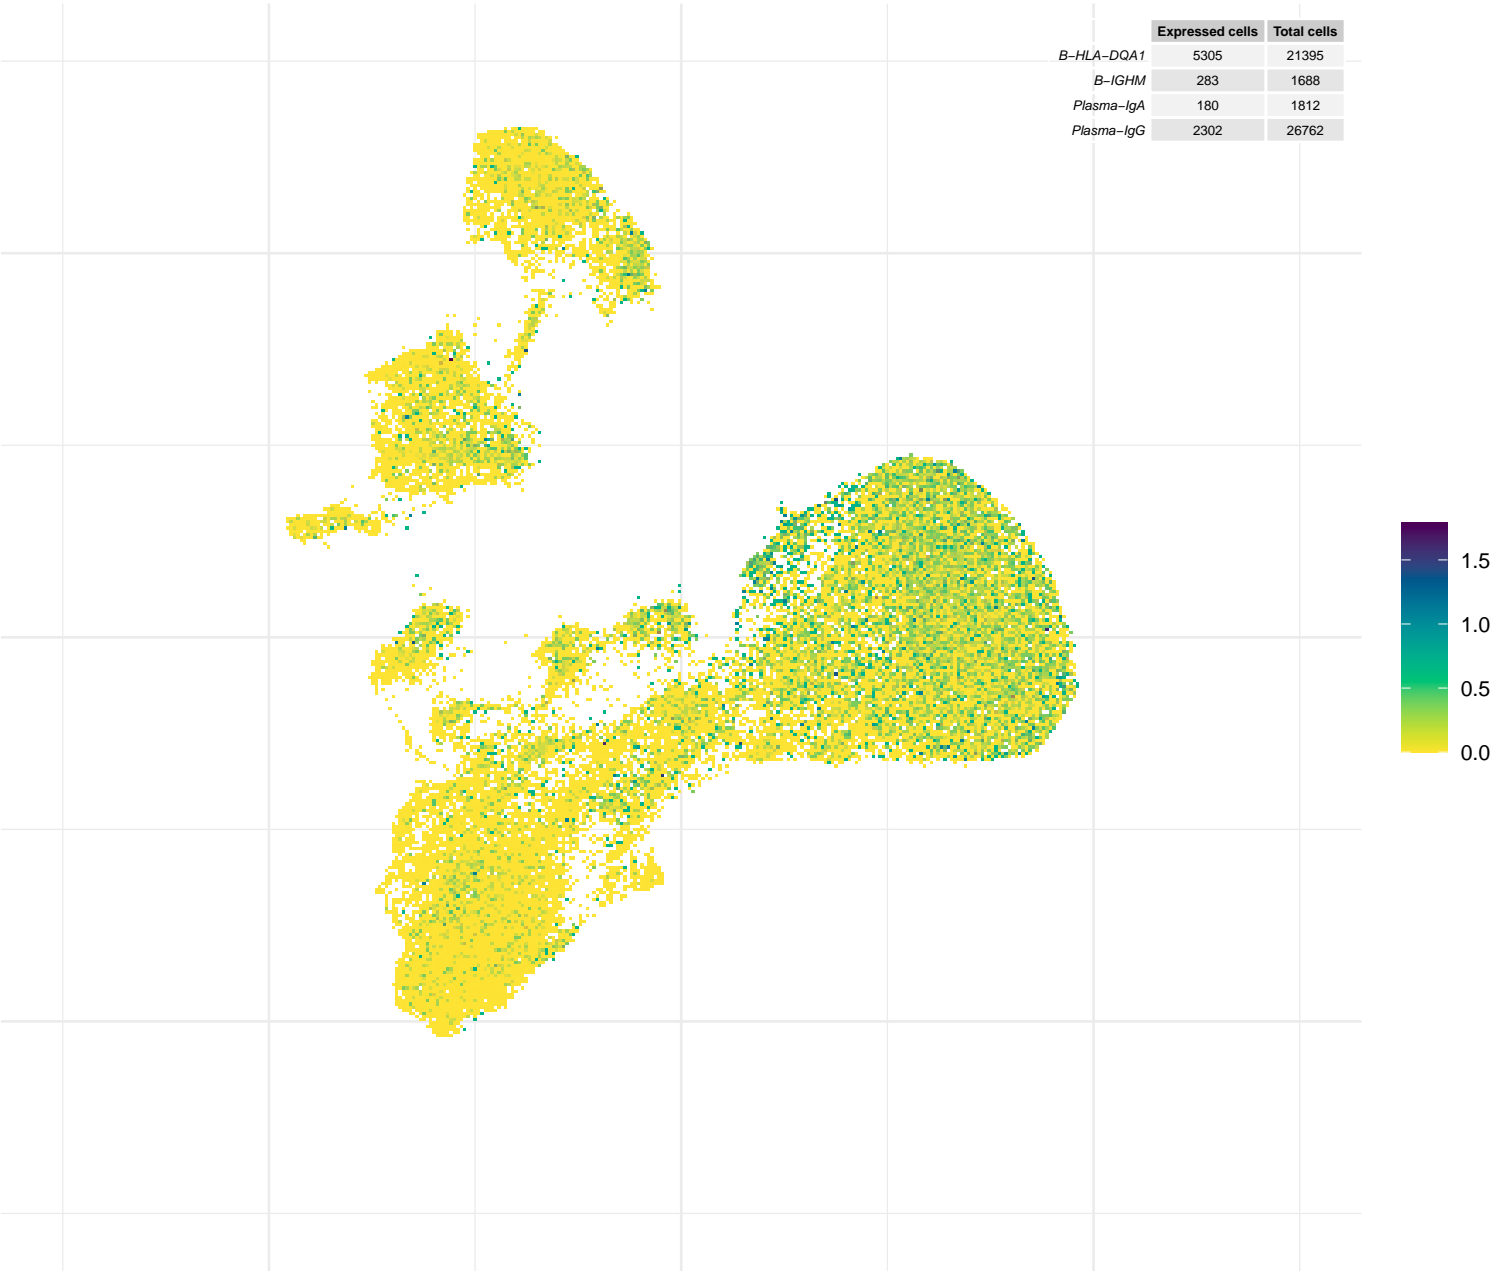 Expressed cells Total cells
B−HLA−DQA1 5305 21395
B−IGHM 283 1688
Plasma−IgA 180 1812
Plasma−IgG 2302 26762
1.5
1.0
0.5
0.0